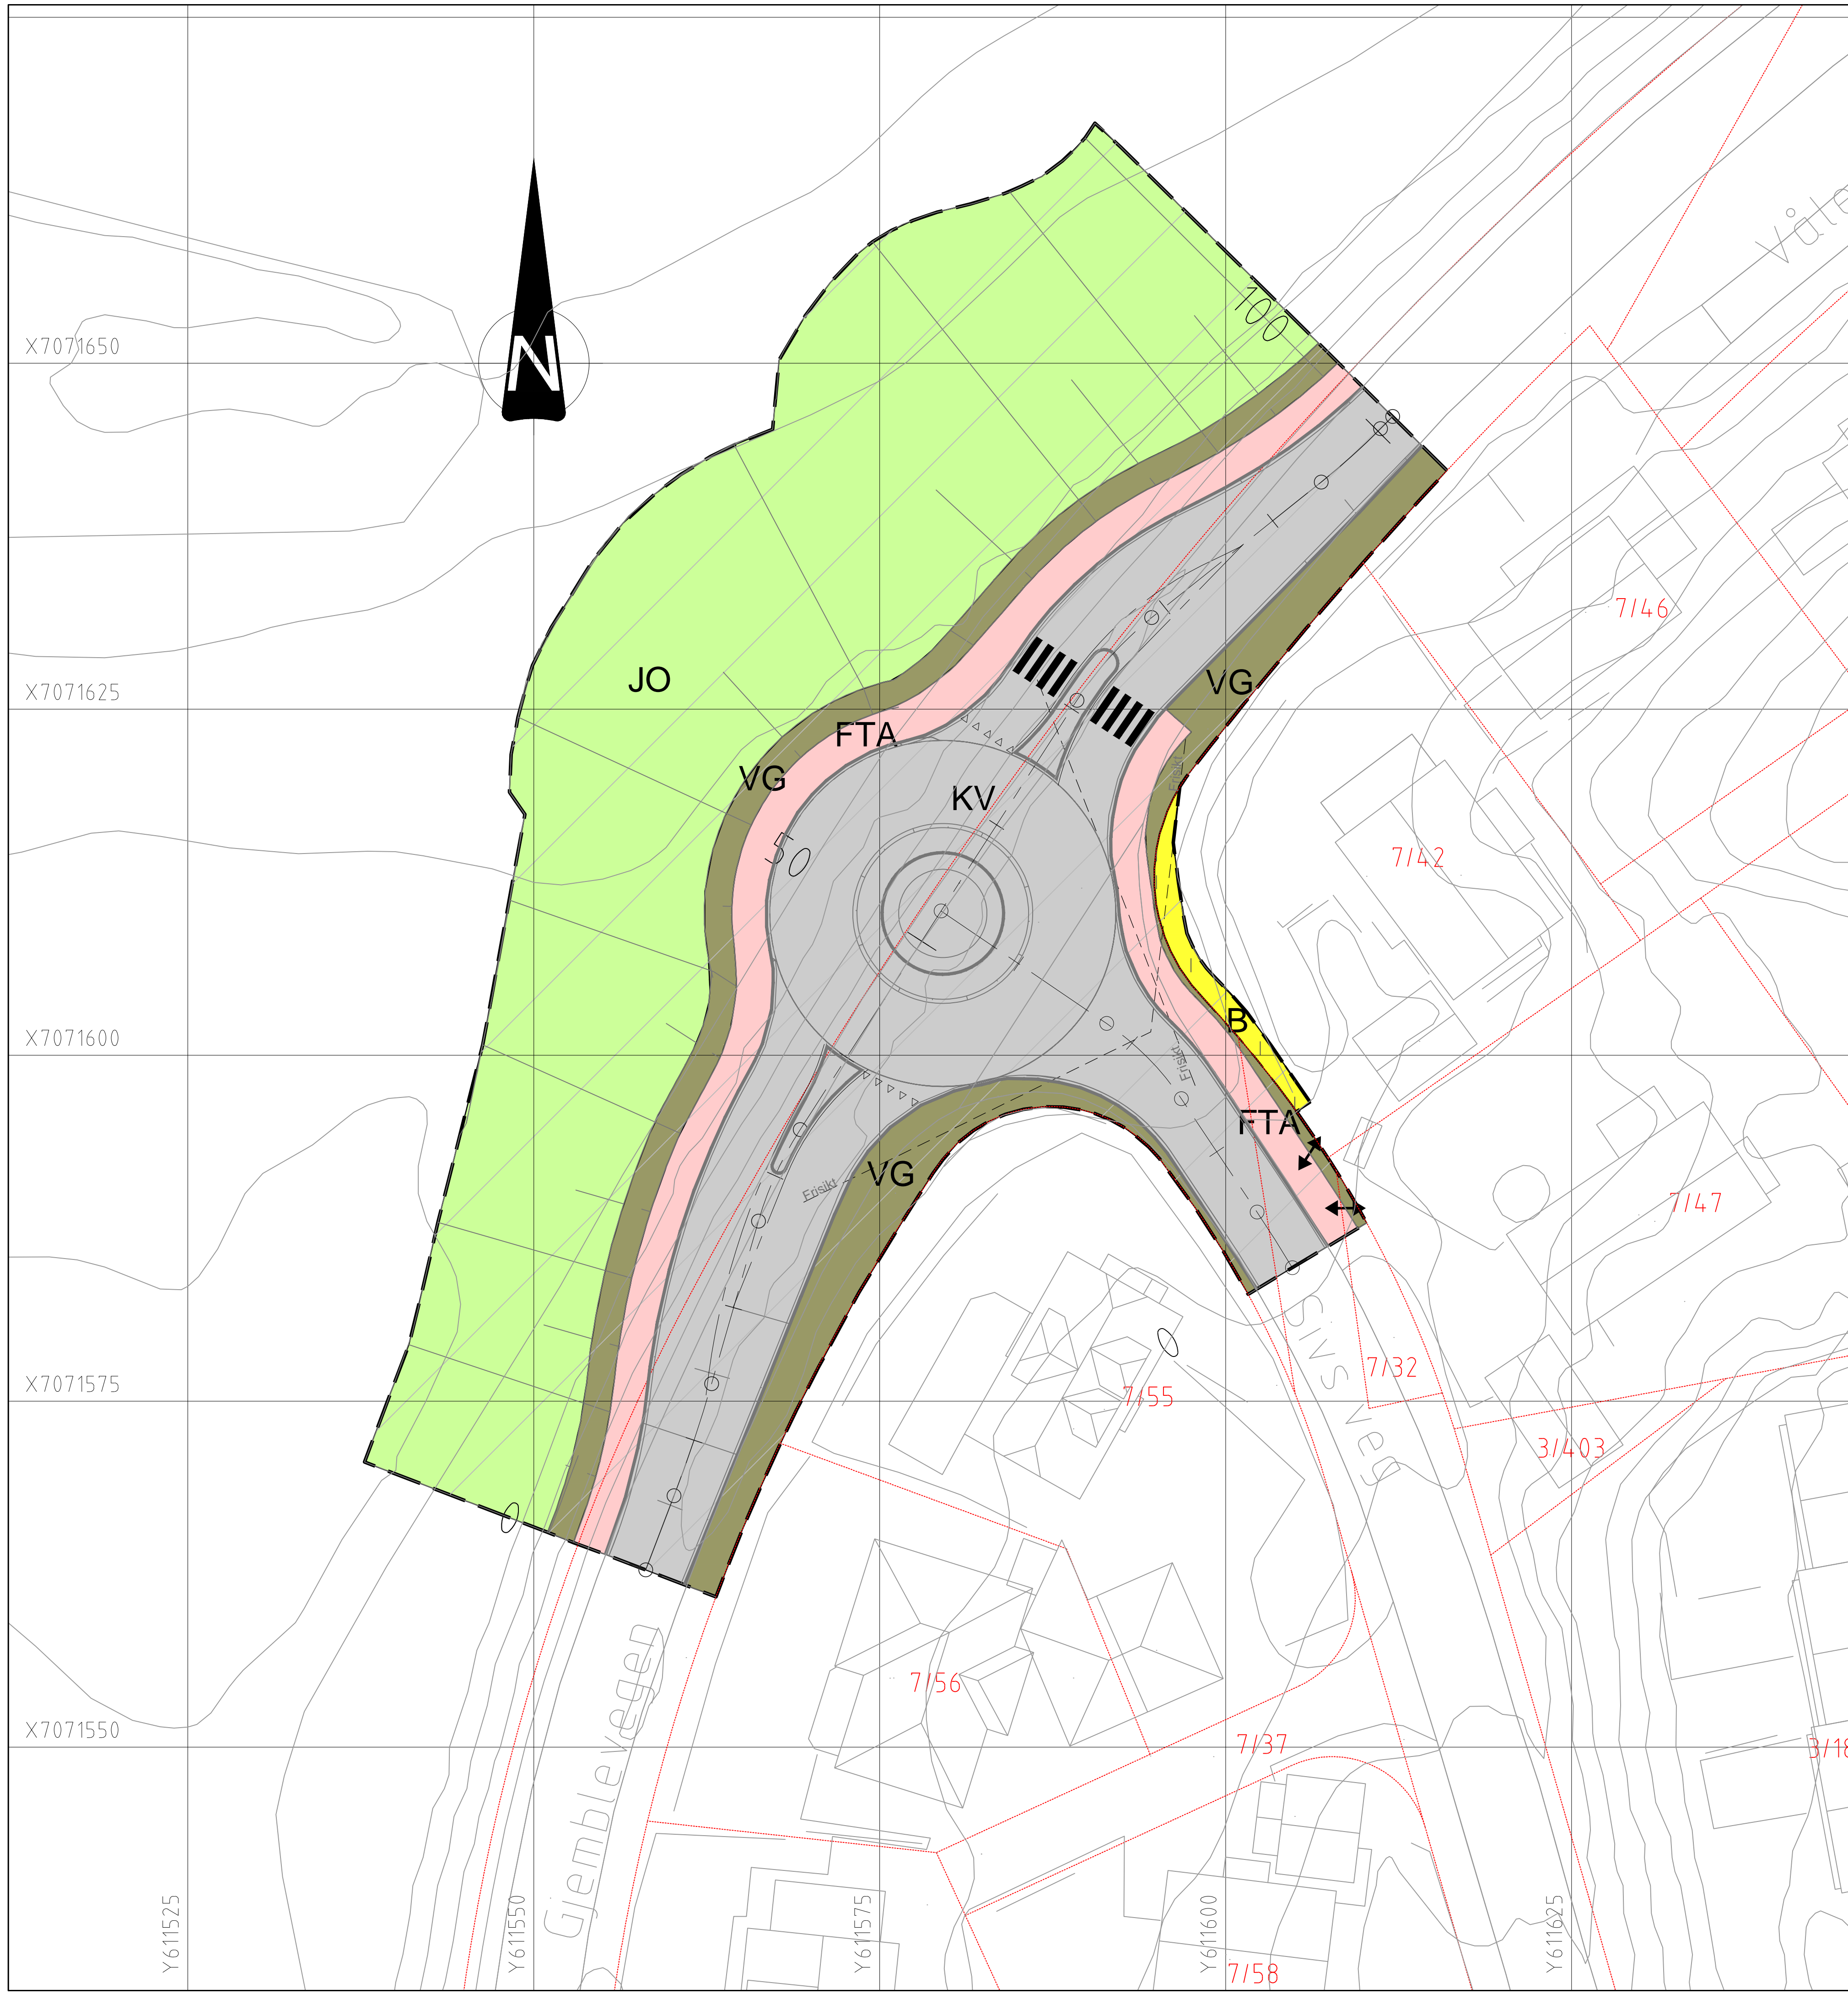 N
X7071650
100
7/46
JO
X7071625
VG
FTA
VG
KV
Frisikt
50
7/42
X7071600
B
Frisikt
FTA
VG
Frisikt
7/47
0
7/32
X7071575
7/55
Sivs veg
3/403
0
7/56
X7071550
7/37
Gjemblevegen
Y611525
Y611550
Y611575
Y611600
Y611625
7/58